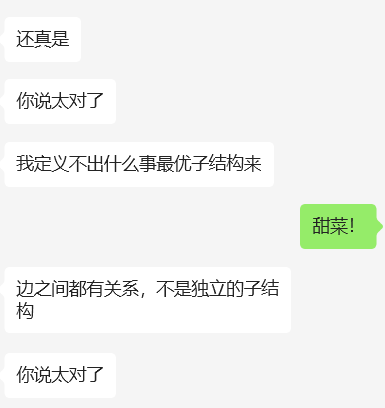 还真是
你说太对了
我定义不出什么事最优子结构来
甜菜！
边之间都有关系，不是独立的子结
构
你说太对了